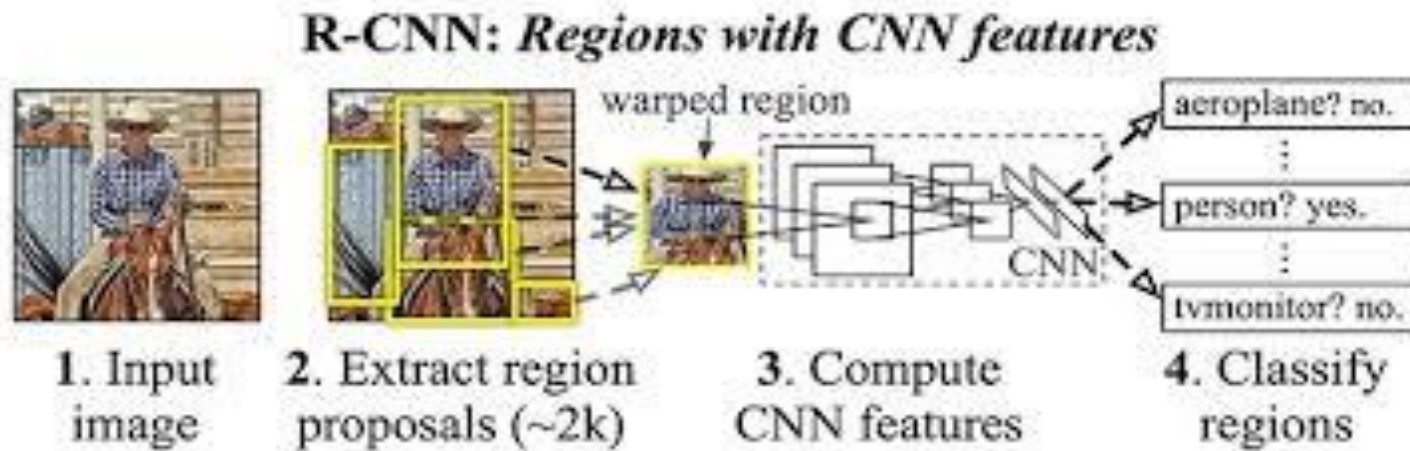 R-CNN: Regions with CNN features
warped region
aeroplane? no.
person? yes.
CNN
tvmonitor? no.
1. Input
image
2. Extract region
proposals (~2k)
3. Compute
CNN features
4. Classify
regions